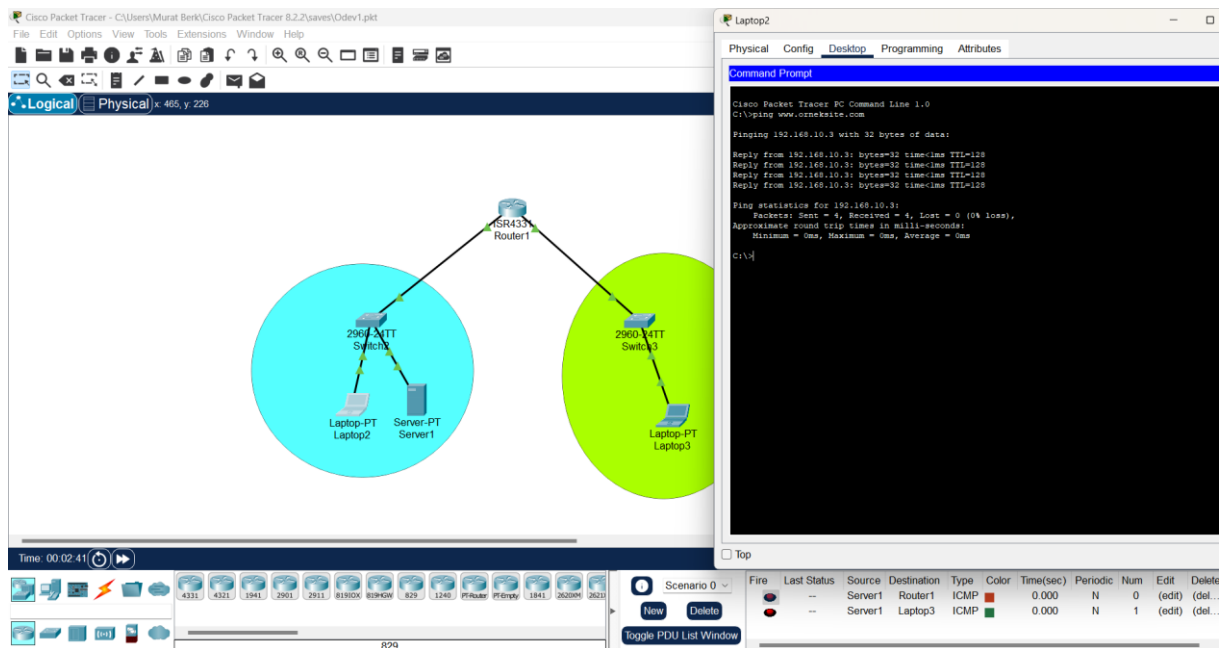 Cisco Packet Tracer - C:\Users\Murat Berk\Cisco Packet Tracer 8.2.2\saves\Odev1.pkt
File Edit Options View Tools Extensions Window Help
Logical Physical x: 465, y: 226
ISR4331
Router1
2960-24TT
Switch2
2960-24TT
Switch3
Laptop-PT
Laptop2
Server-PT
Server1
Laptop-PT
Laptop3
Laptop2
Physical Config Desktop Programming Attributes
Command Prompt
Cisco Packet Tracer PC Command Line 1.0
C:\>ping www.orneksite.com
Pinging 192.168.10.3 with 32 bytes of data:
Reply from 192.168.10.3: bytes=32 time<1ms TTL=128
Reply from 192.168.10.3: bytes=32 time<1ms TTL=128
Reply from 192.168.10.3: bytes=32 time<1ms TTL=128
Reply from 192.168.10.3: bytes=32 time<1ms TTL=128
Ping statistics for 192.168.10.3:
Packets: Sent = 4, Received = 4, Lost = 0 (0% loss),
Approximate round trip times in milli-seconds:
Minimum = 0ms, Maximum = 0ms, Average = 0ms
C:\>
Top
Time: 00:02:41
4331 4321 1941 2901 2911 819IOX 819HGW 829 1240 PT-Router PT-Empty 1841 2620XM 2621
829
Scenario 0
New Delete
Toggle PDU List Window
Fire Last Status Source Destination Type Color Time(sec) Periodic Num Edit Delete
-- Server1 Router1 ICMP 0.000 N 0 (edit) (del...
-- Server1 Laptop3 ICMP 0.000 N 1 (edit) (del...